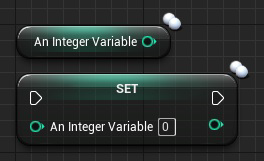 An Integer Variable
SET
An Integer Variable 0